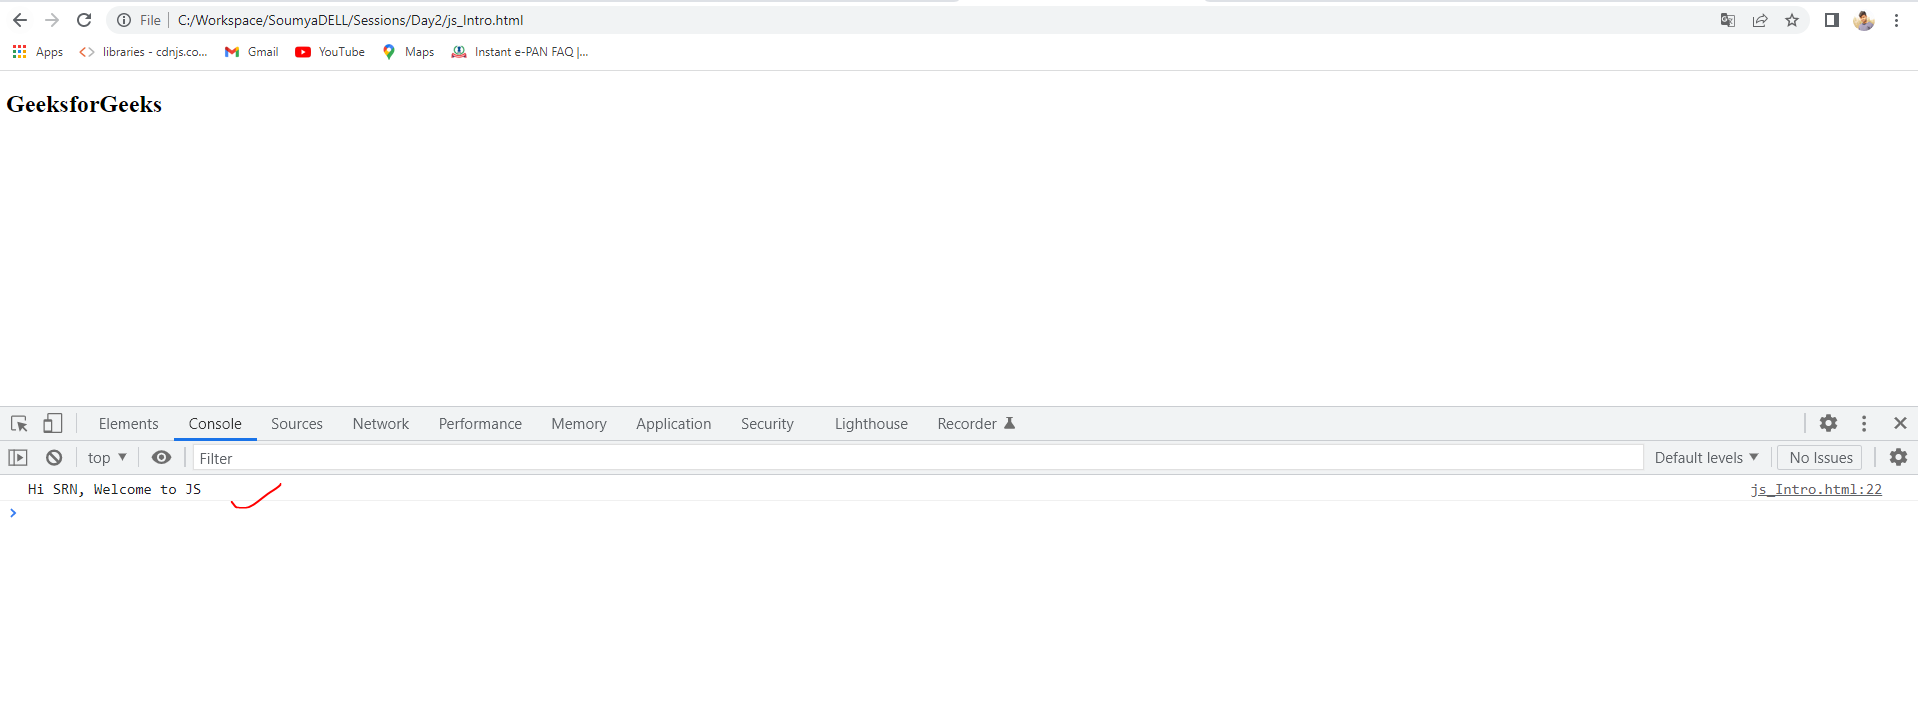 File C:/Workspace/SoumyaDELL/Sessions/Day2/js_Intro.html
Apps libraries - cdnjs.co... Gmail YouTube Maps Instant e-PAN FAQ |...
GeeksforGeeks
Elements Console Sources Network Performance Memory Application Security Lighthouse Recorder
top Filter Default levels No Issues
Hi SRN, Welcome to JS js_Intro.html:22